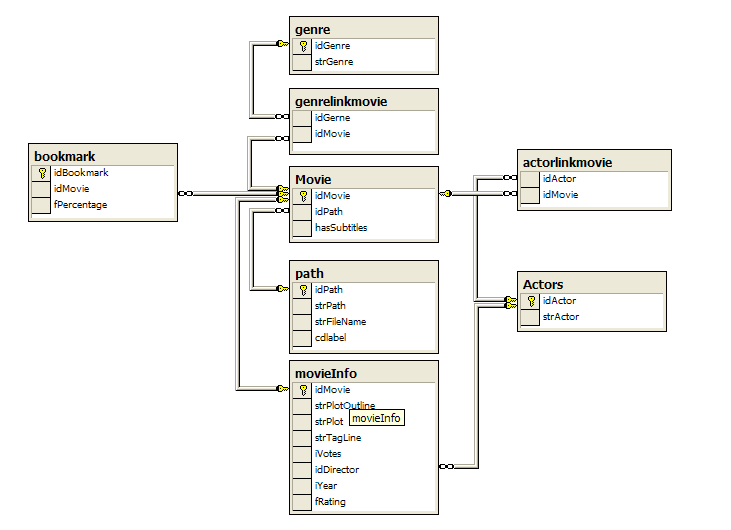 genre
idGenre
strGenre
genrelinkmovie
idGerne
idMovie
bookmark
idBookmark
idMovie
fPercentage
Movie
idMovie
idPath
hasSubtitles
actorlinkmovie
idActor
idMovie
path
idPath
strPath
strFileName
cdlabel
Actors
idActor
strActor
movieInfo
idMovie
strPlotOutline
strPlot
movieInfo
strTagLine
iVotes
idDirector
iYear
fRating